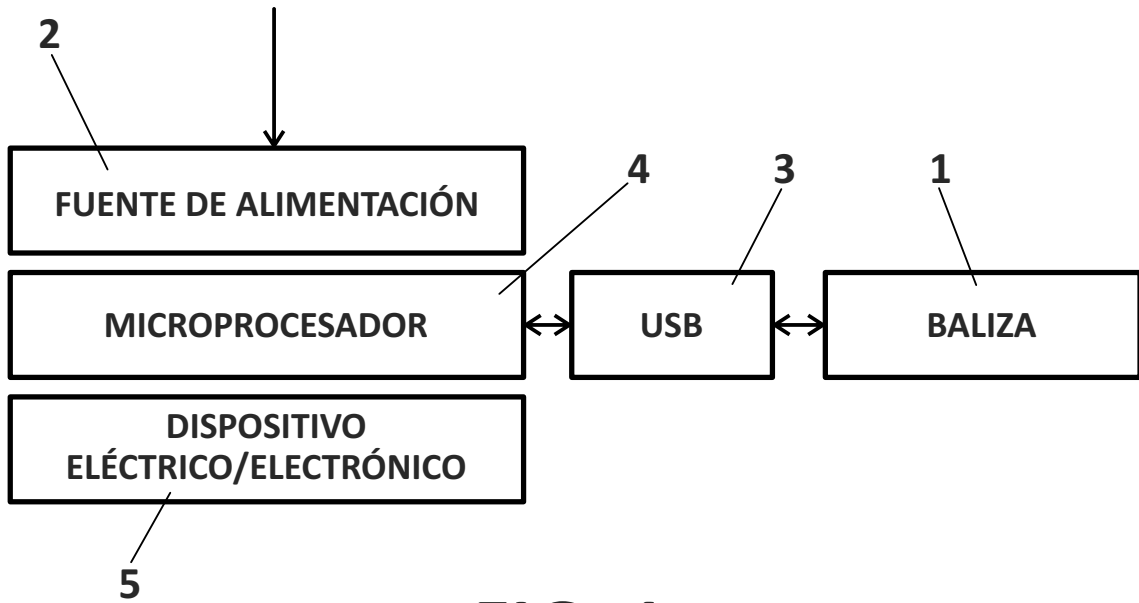 2
FUENTE DE ALIMENTACIÓN
4
3
1
MICROPROCESADOR
USB
BALIZA
DISPOSITIVO
ELÉCTRICO/ELECTRÓNICO
5